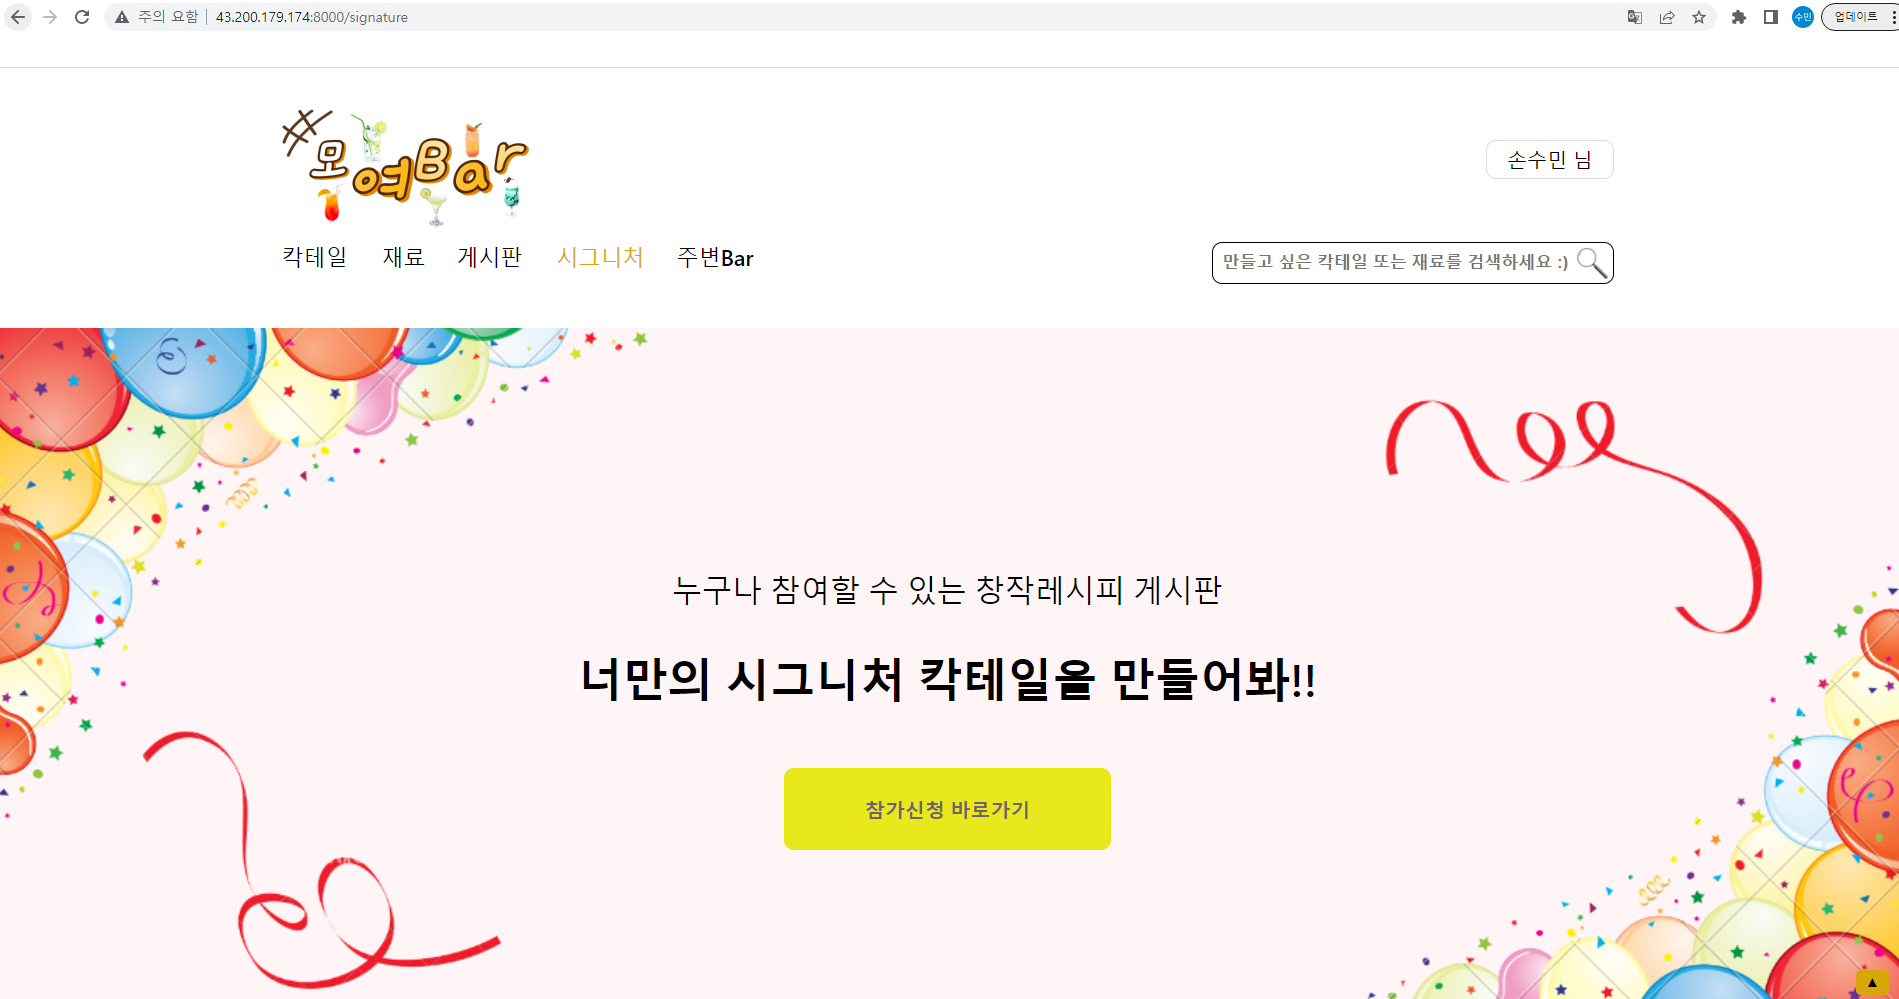 주의 요함 43.200.179.174:8000/signature
수민 업데이트
#모여Bar
손수민 님
칵테일 재료 게시판 시그니처 주변Bar
만들고 싶은 칵테일 또는 재료를 검색하세요 :)
누구나 참여할 수 있는 창작레시피 게시판
너만의 시그니처 칵테일을 만들어봐!!
참가신청 바로가기
▲